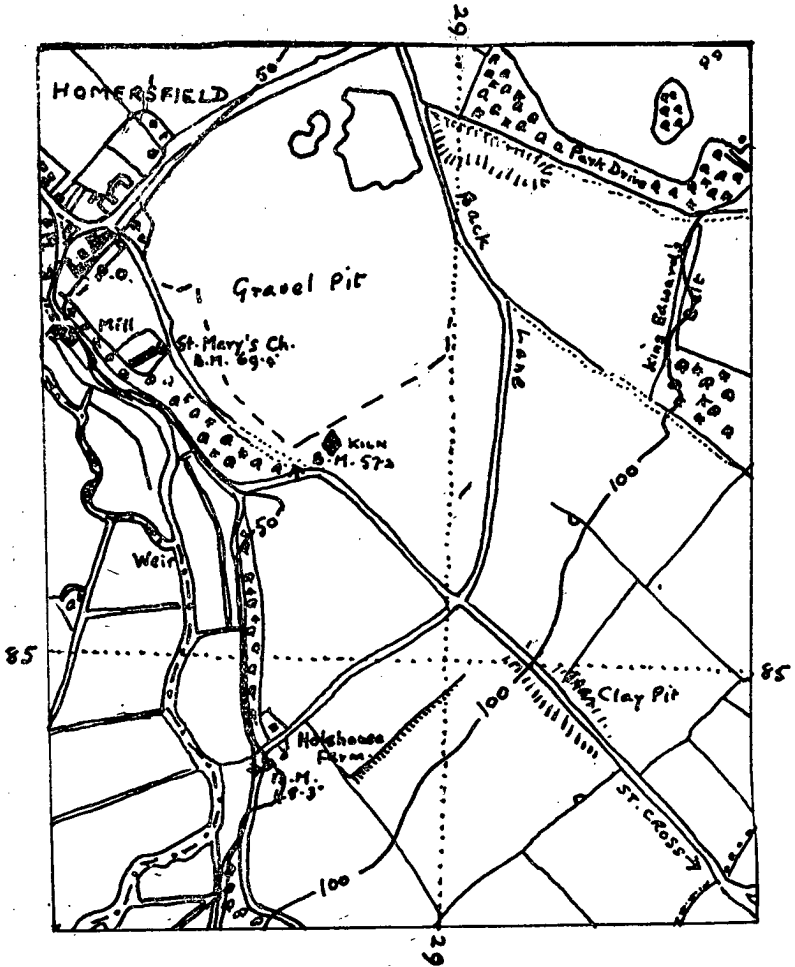 29
50
HOMERSFIELD
Park Drive
Back
Lane
King Edward's
Gravel Pit
P.O.
Mill
St. Mary's Ch.
B.M. 69.4
KILN
B.M. 572
100
50
Weir
85
85
Clay Pit
100
Holehouse
Farm
B.M.
ST. CROSS
100
29